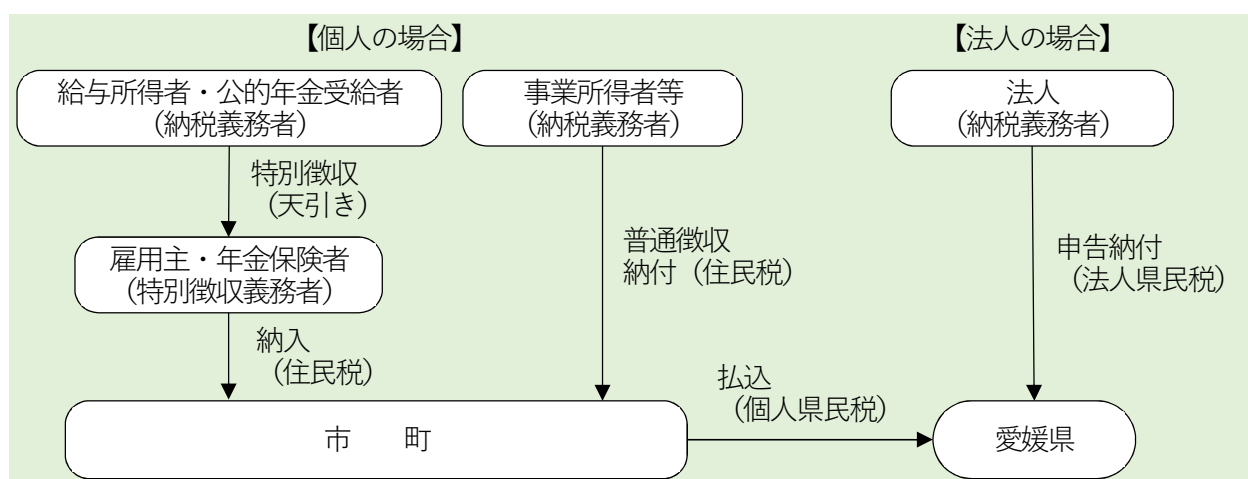 【個人の場合】
給与所得者・公的年金受給者
（納税義務者）
特別徴収
（天引き）
雇用主・年金保険者
（特別徴収義務者）
納入
（住民税）
事業所得者等
（納税義務者）
普通徴収
納付（住民税）
市　　町
払込
（個人県民税）
【法人の場合】
法人
（納税義務者）
申告納付
（法人県民税）
愛媛県